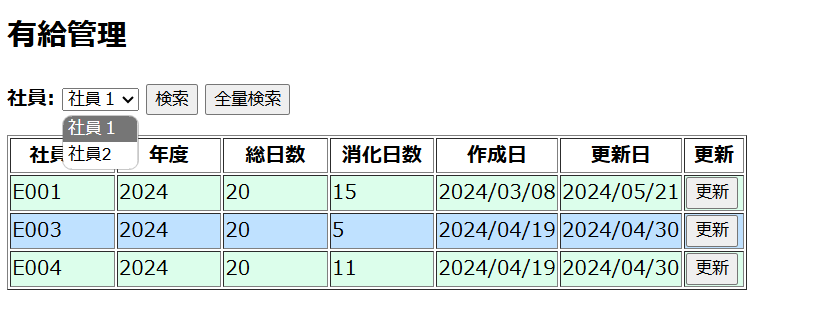 有給管理
社員: 社員１ 検索 全量検索
社員１
社員2
社員 年度 総日数 消化日数 作成日 更新日 更新
E001 2024 20 15 2024/03/08 2024/05/21 更新
E003 2024 20 5 2024/04/19 2024/04/30 更新
E004 2024 20 11 2024/04/19 2024/04/30 更新